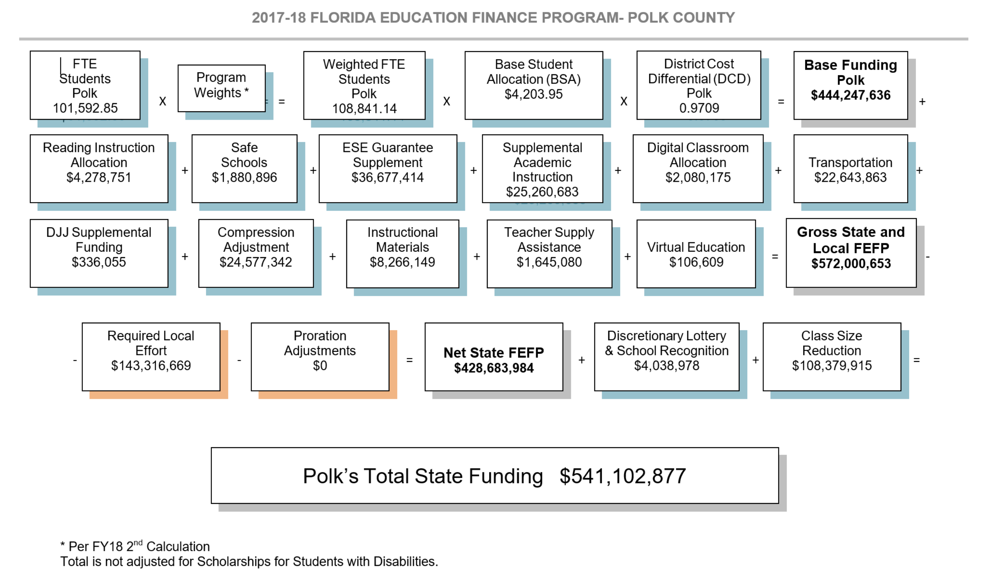 2017-18 FLORIDA EDUCATION FINANCE PROGRAM- POLK COUNTY
FTE
Students
Polk
101,592.85
X
Program
Weights *
=
Weighted FTE
Students
Polk
108,841.14
X
Base Student
Allocation (BSA)
$4,203.95
X
District Cost
Differential (DCD)
Polk
0.9709
=
Base Funding
Polk
$444,247,636
+
Reading Instruction
Allocation
$4,278,751
+
Safe
Schools
$1,880,896
+
ESE Guarantee
Supplement
$36,677,414
+
Supplemental
Academic
Instruction
$25,260,683
+
Digital Classroom
Allocation
$2,080,175
+
Transportation
$22,643,863
+
DJJ Supplemental
Funding
$336,055
+
Compression
Adjustment
$24,577,342
+
Instructional
Materials
$8,266,149
+
Teacher Supply
Assistance
$1,645,080
+
Virtual Education
$106,609
=
Gross State and
Local FEFP
$572,000,653
-
-
Required Local
Effort
$143,316,669
-
Proration
Adjustments
$0
=
Net State FEFP
$428,683,984
+
Discretionary Lottery
& School Recognition
$4,038,978
+
Class Size
Reduction
$108,379,915
=
Polk’s Total State Funding $541,102,877
* Per FY18 2nd Calculation
Total is not adjusted for Scholarships for Students with Disabilities.